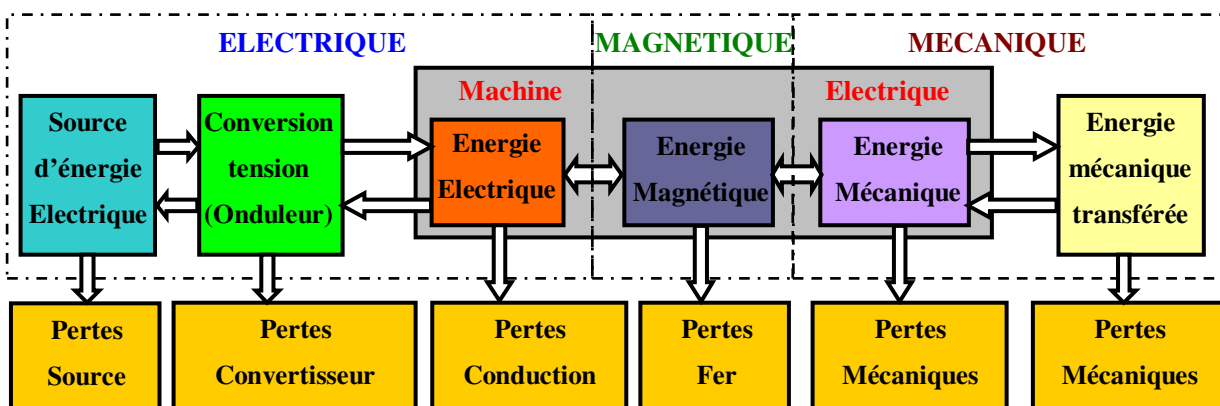 ELECTRIQUE
MAGNETIQUE
MECANIQUE
Machine
Electrique
Source
d’énergie
Electrique
Conversion
tension
(Onduleur)
Energie
Electrique
Energie
Magnétique
Energie
Mécanique
Energie
mécanique
transférée
Pertes
Source
Pertes
Convertisseur
Pertes
Conduction
Pertes
Fer
Pertes
Mécaniques
Pertes
Mécaniques